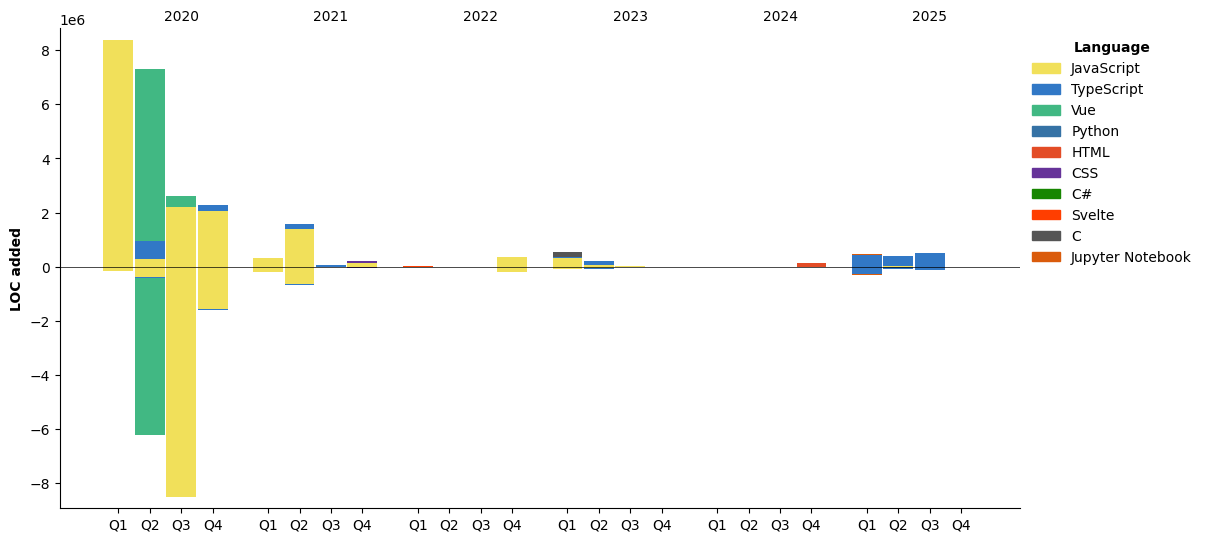 1e6
2020 2021 2022 2023 2024 2025
8
6
4
2
0
−2
−4
−6
−8
LOC added
Q1 Q2 Q3 Q4 Q1 Q2 Q3 Q4 Q1 Q2 Q3 Q4 Q1 Q2 Q3 Q4 Q1 Q2 Q3 Q4 Q1 Q2 Q3 Q4
Language
JavaScript
TypeScript
Vue
Python
HTML
CSS
C#
Svelte
C
Jupyter Notebook